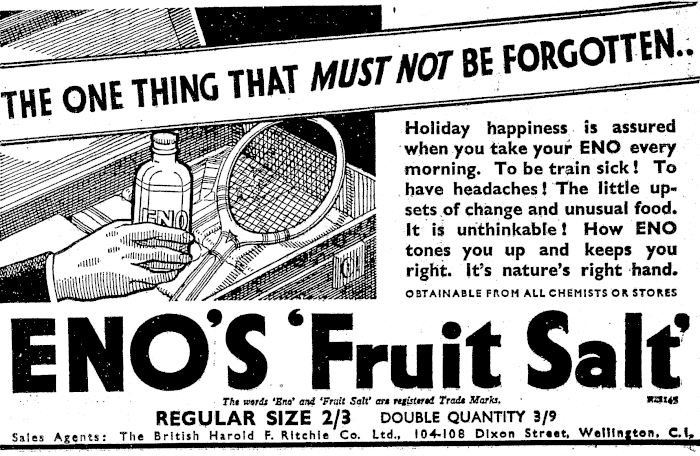 THE ONE THING THAT MUST NOT BE FORGOTTEN..
ENO
Holiday happiness is assured
when you take your ENO every
morning. To be train sick! To
have headaches! The little up-
sets of change and unusual food.
It is unthinkable! How ENO
tones you up and keeps you
right. It's nature's right hand.
OBTAINABLE FROM ALL CHEMISTS OR STORES
ENO'S 'Fruit Salt'
The words 'Eno' and 'Fruit Salt' are registered Trade Marks.
REGULAR SIZE 2/3 DOUBLE QUANTITY 3/9
Sales Agents: The British Harold F. Ritchie Co. Ltd., 104-108 Dixon Street, Wellington, C.1,